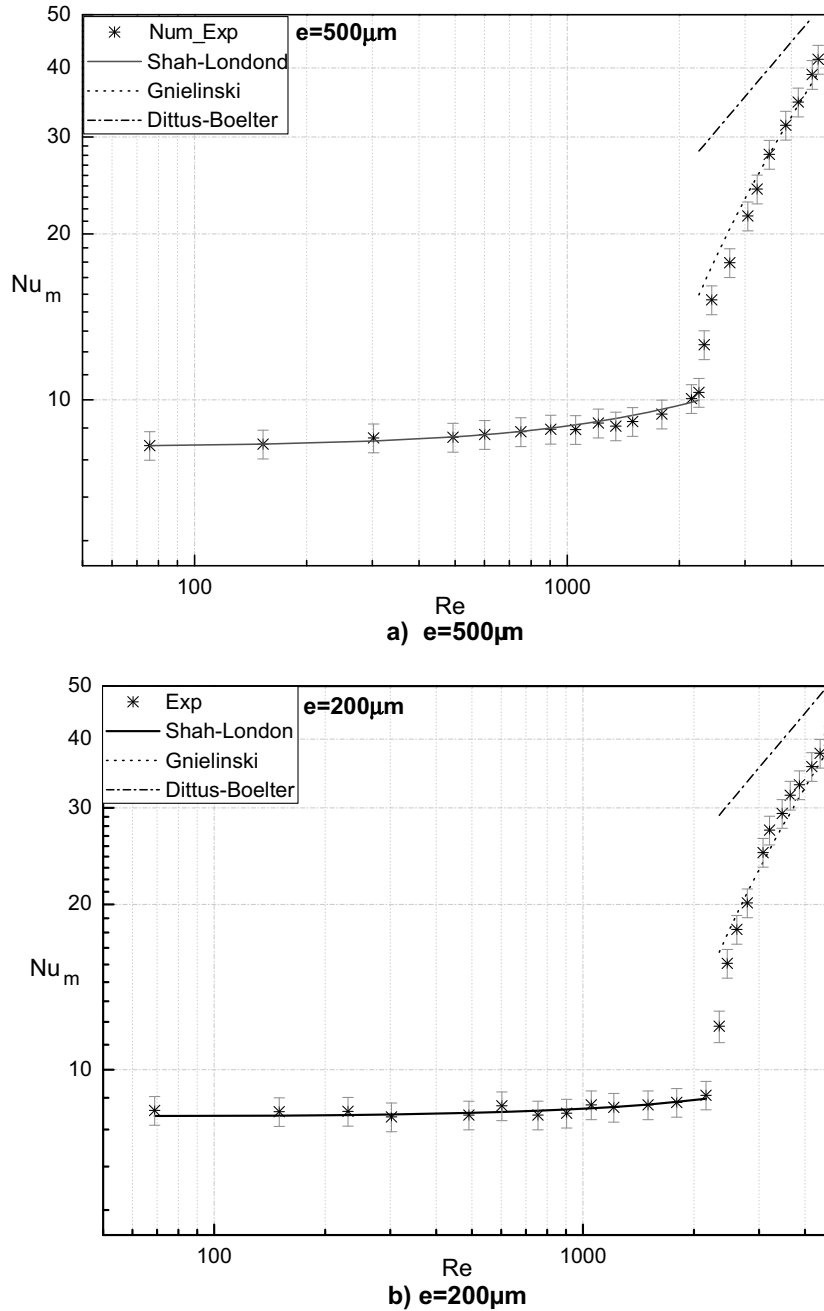 50
Num_Exp
e=500µm
Shah-Londond
Gnielinski
Dittus-Boelter
40
30
20
Nu m
10
100
1000
Re
a) e=500µm
50
Exp
e=200µm
Shah-London
Gnielinski
Dittus-Boelter
40
30
20
Nu m
10
100
1000
Re
b) e=200µm